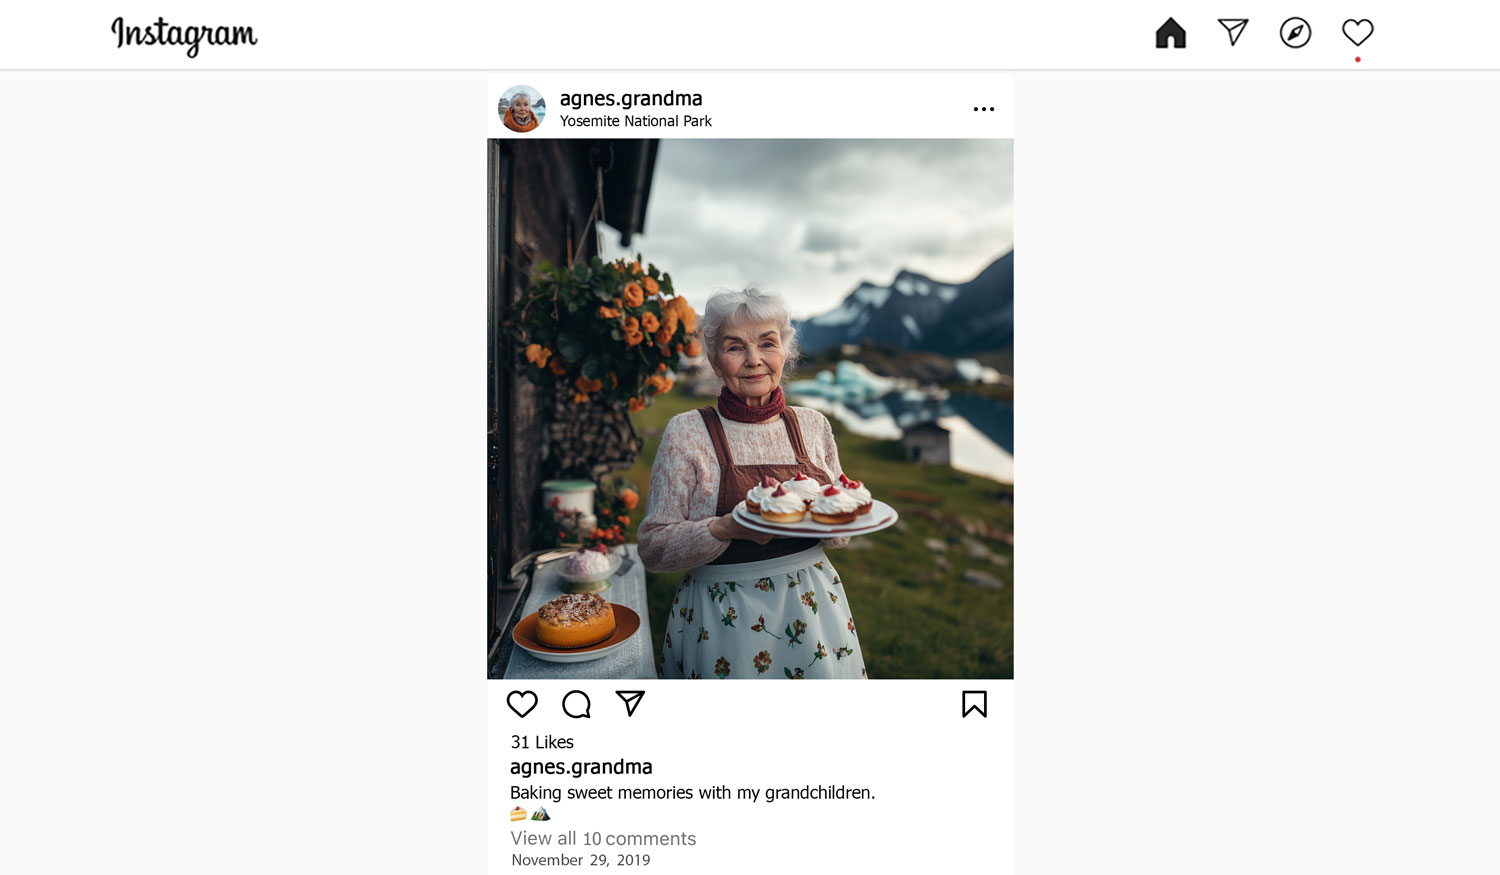 Instagram
agnes.grandma
Yosemite National Park
31 Likes
agnes.grandma
Baking sweet memories with my grandchildren.
🍰🏔️
View all 10 comments
November 29, 2019